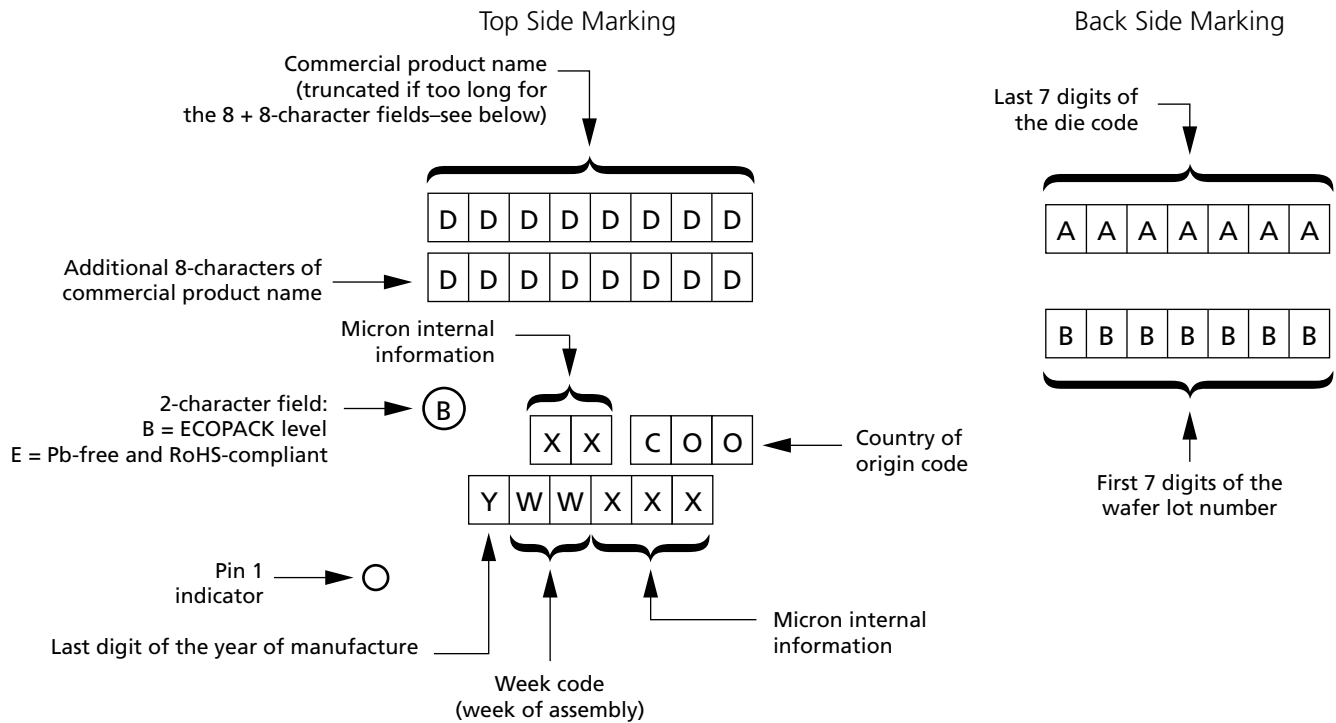 Top Side Marking
Back Side Marking
Commercial product name
(truncated if too long for
the 8 + 8-character fields–see below)
Last 7 digits of
the die code
D D D D D D D D
A A A A A A A
Additional 8-characters of
commercial product name
D D D D D D D D
Micron internal
information
B B B B B B B
2-character field:
B = ECOPACK level
E = Pb-free and RoHS-compliant
B
X X C O O
Country of
origin code
First 7 digits of the
wafer lot number
Y W W X X X
Pin 1
indicator
Last digit of the year of manufacture
Micron internal
information
Week code
(week of assembly)